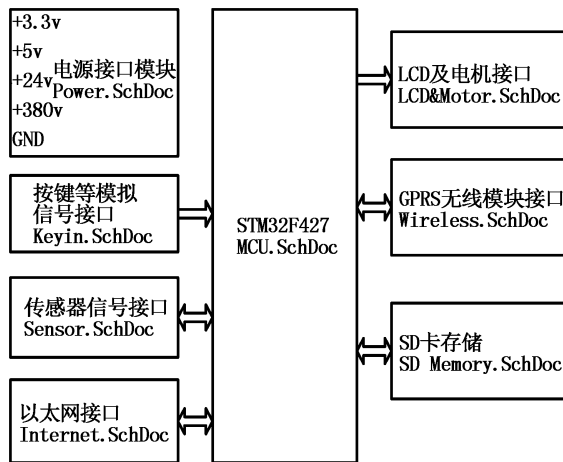 +3.3v
+5v
+24v
+380v
GND
电源接口模块
Power.SchDoc
按键等模拟
信号接口
Keyin.SchDoc
传感器信号接口
Sensor.SchDoc
以太网接口
Internet.SchDoc
STM32F427
MCU.SchDoc
LCD及电机接口
LCD&Motor.SchDoc
GPRS无线模块接口
Wireless.SchDoc
SD卡存储
SD Memory.SchDoc